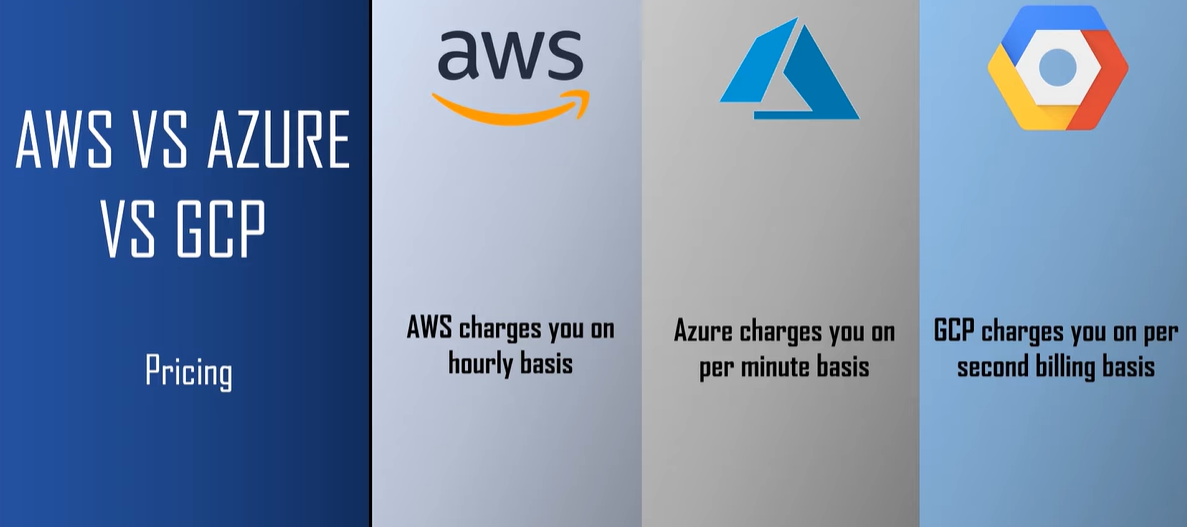 AWS VS AZURE
VS GCP
Pricing
aws
AWS charges you on
hourly basis
Azure charges you on
per minute basis
GCP charges you on per
second billing basis